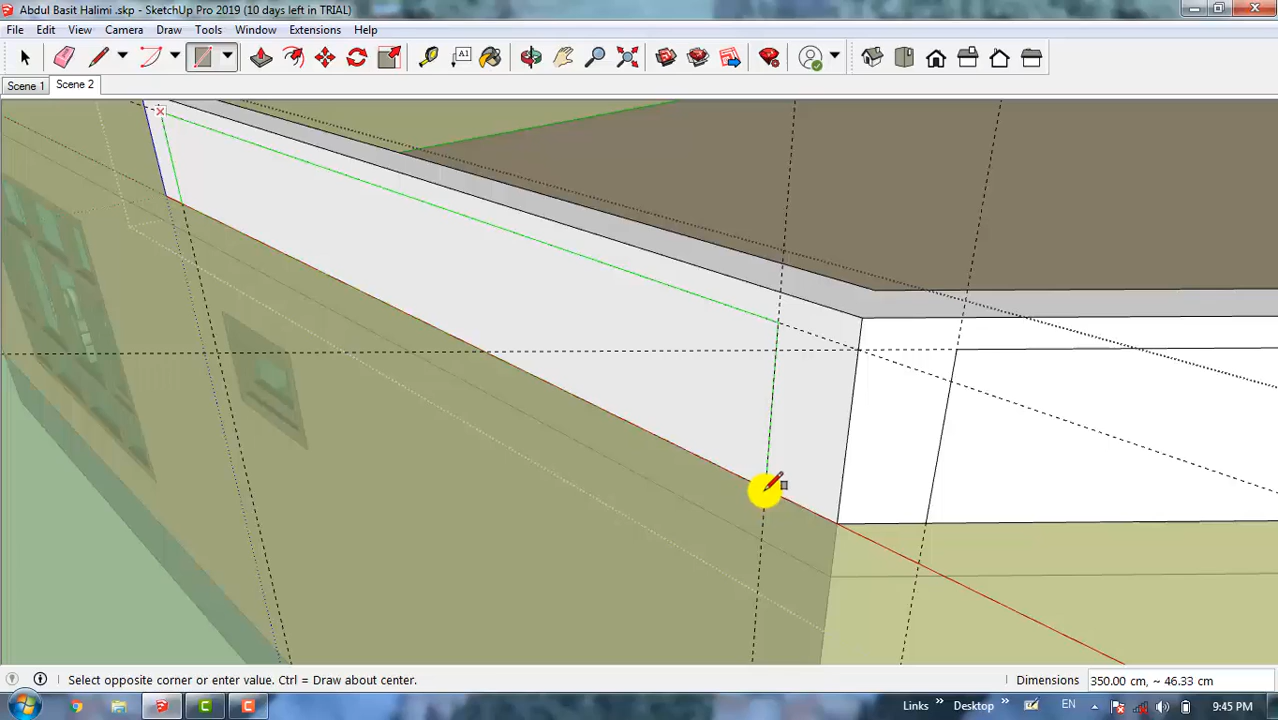 Abdul Basit Halimi .skp - SketchUp Pro 2019 (10 days left in TRIAL)
File Edit View Camera Draw Tools Window Extensions Help
A1
Scene 1 Scene 2
Select opposite corner or enter value. Ctrl = Draw about center. Dimensions 350.00 cm, ~ 46.33 cm
Links » Desktop » EN 9:45 PM